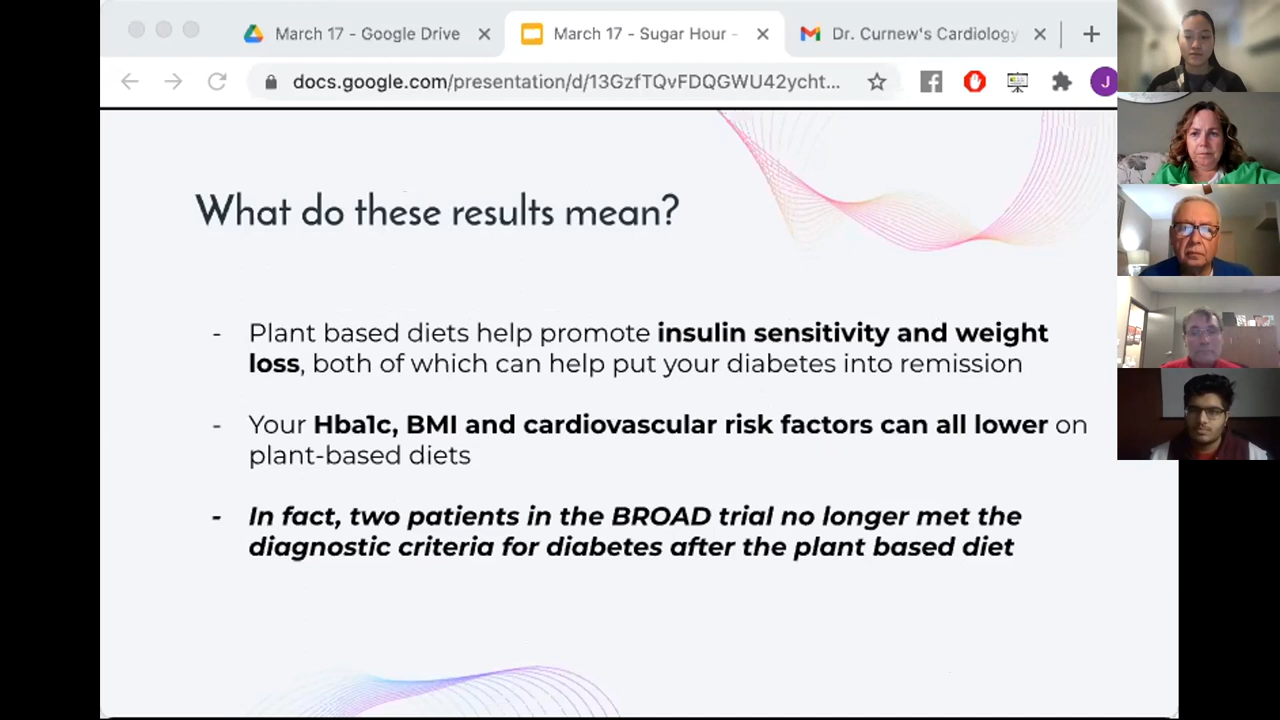 March 17 - Google Drive
March 17 - Sugar Hour -
Dr. Curnew's Cardiology
docs.google.com/presentation/d/13GzfTQvFDQGWU42ycht...
J
What do these results mean?
- Plant based diets help promote insulin sensitivity and weight
loss, both of which can help put your diabetes into remission
- Your Hba1c, BMI and cardiovascular risk factors can all lower on
plant-based diets
- In fact, two patients in the BROAD trial no longer met the
diagnostic criteria for diabetes after the plant based diet